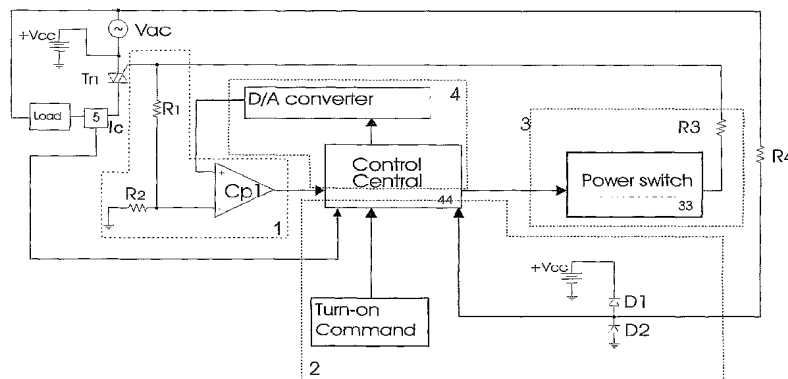 Vac
+Vcc
Tr1
D/A converter
4
Load
5
Ic
R1
3
R3
R4
Control
Central
44
Power switch
33
R2
+
-
Cp1
1
+Vcc
D1
D2
Turn-on
Command
2